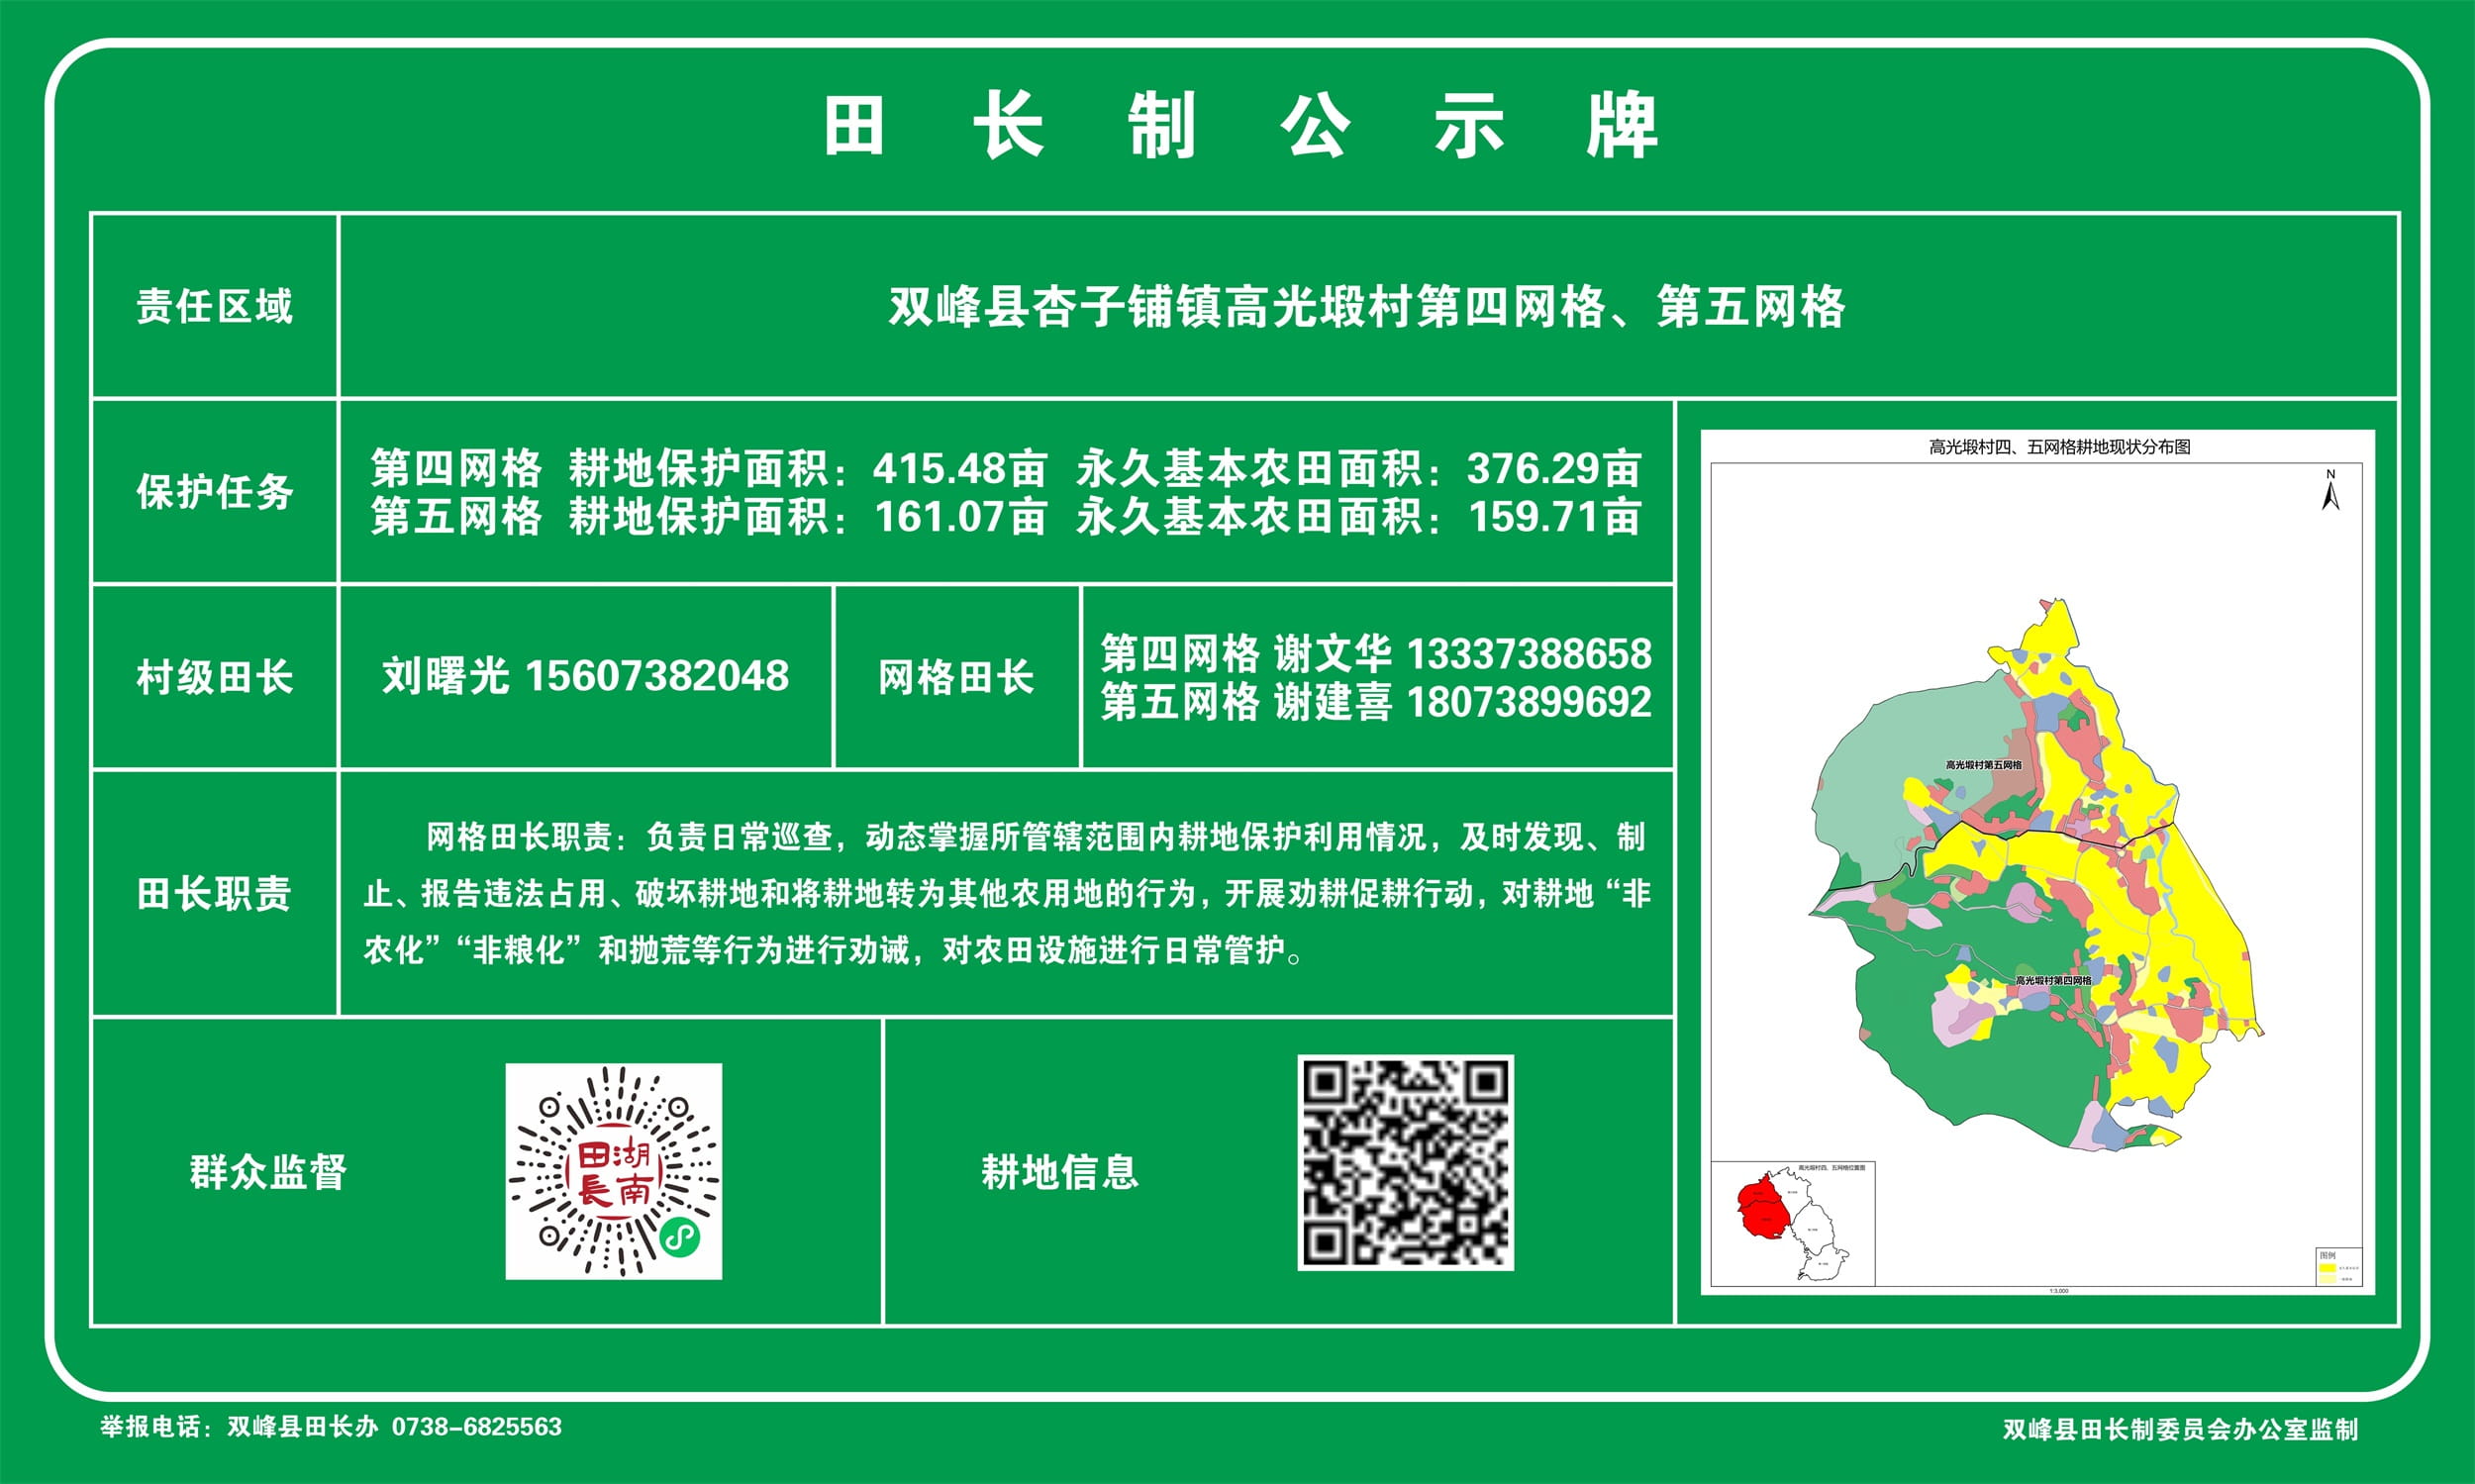 田长制公示牌
责任区域
双峰县杏子铺镇高光塅村第四网格、第五网格
保护任务
第四网格 耕地保护面积：415.48亩 永久基本农田面积：376.29亩
第五网格 耕地保护面积：161.07亩 永久基本农田面积：159.71亩
村级田长
刘曙光 15607382048
网格田长
第四网格 谢文华 13337388658
第五网格 谢建喜 18073899692
田长职责
网格田长职责：负责日常巡查，动态掌握所管辖范围内耕地保护利用情况，及时发现、制
止、报告违法占用、破坏耕地和将耕地转为其他农用地的行为，开展劝耕促耕行动，对耕地“非
农化”“非粮化”和抛荒等行为进行劝诫，对农田设施进行日常管护。
群众监督
湖南
田長
耕地信息
高光塅村四、五网格耕地现状分布图
N
高光塅村第五网格
高光塅村第四网格
高光塅村四、五网格位置图
图例
1:3,000
举报电话：双峰县田长办 0738-6825563
双峰县田长制委员会办公室监制